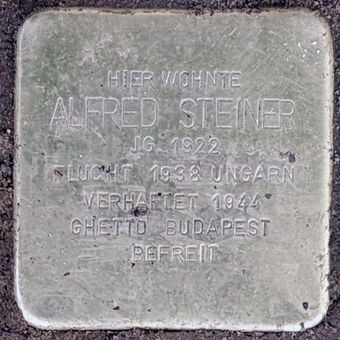 HIER WOHNTE
ALFRED STEINER
JG. 1922
FLUCHT 1938 UNGARN
VERHAFTET 1944
GHETTO BUDAPEST
BEFREIT